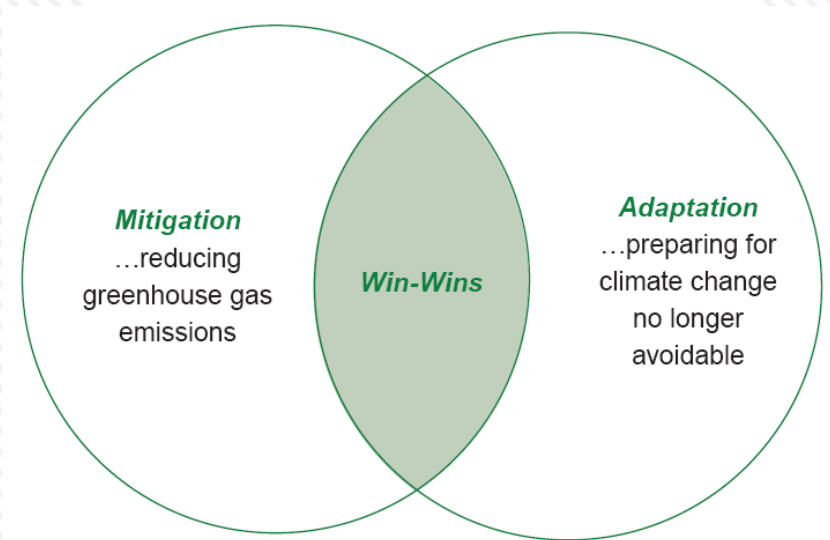 Mitigation
…reducing
greenhouse gas
emissions
Win-Wins
Adaptation
…preparing for
climate change
no longer
avoidable